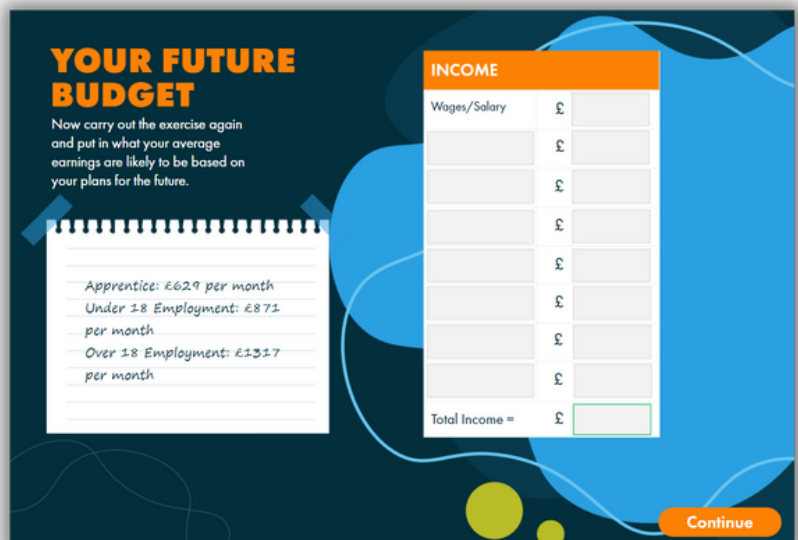 YOUR FUTURE
BUDGET
Now carry out the exercise again
and put in what your average
earnings are likely to be based on
your plans for the future.
Apprentice: £629 per month
Under 18 Employment: £871
per month
Over 18 Employment: £1317
per month
INCOME
Wages/Salary £
£
£
£
£
£
£
£
Total Income = £
Continue